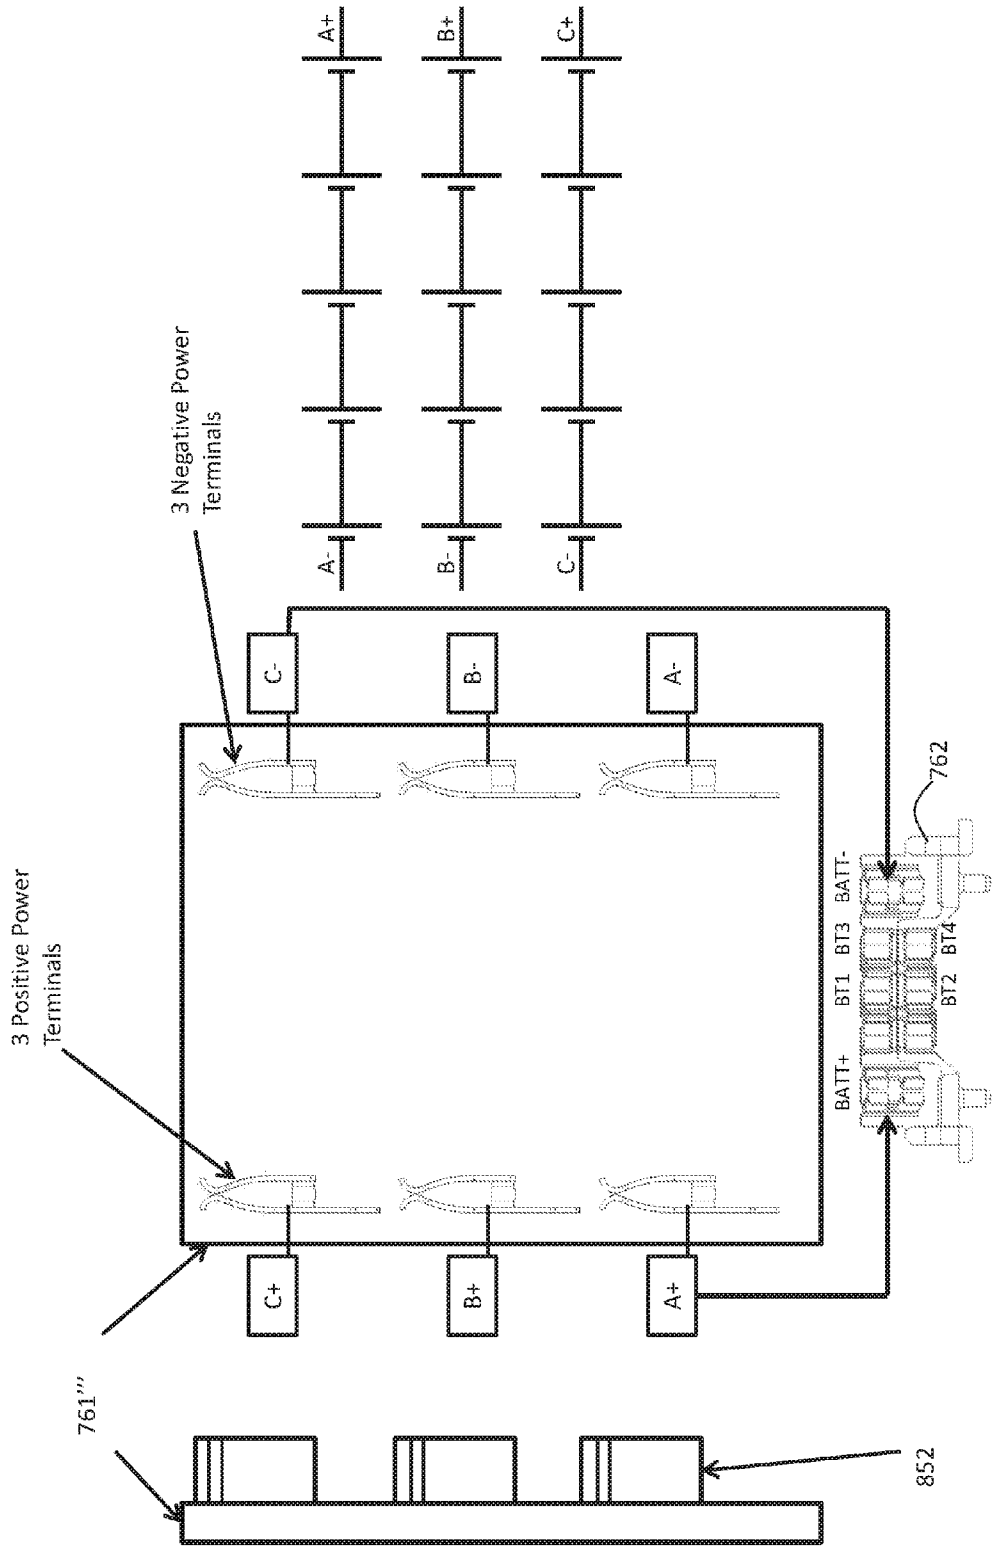 761'''
852
3 Positive Power
Terminals
3 Negative Power
Terminals
C+
B+
A+
C-
B-
A-
BATT+
BT1
BT3
BATT-
BT2
BT4
762
A-
A+
B-
B+
C-
C+